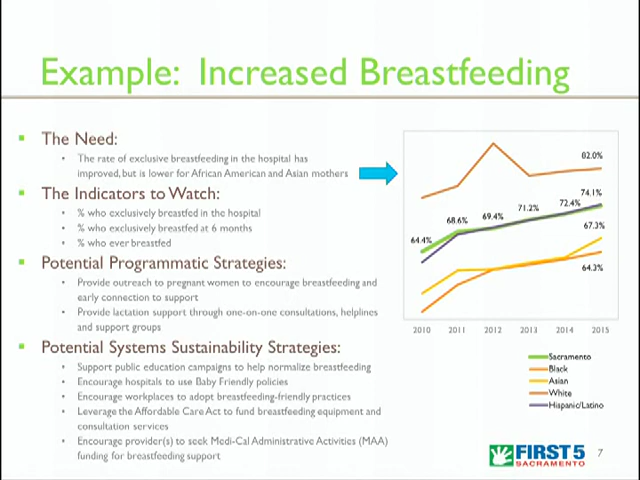 Example: Increased Breastfeeding
The Need:
The rate of exclusive breastfeeding in the hospital has
improved, but is lower for African American and Asian mothers
The Indicators to Watch:
% who exclusively breastfed in the hospital
% who exclusively breastfed at 6 months
% who ever breastfed
Potential Programmatic Strategies:
Provide outreach to pregnant women to encourage breastfeeding and
early connection to support
Provide lactation support through one-on-one consultations, helplines
and support groups
Potential Systems Sustainability Strategies:
Support public education campaigns to help normalize breastfeeding
Encourage hospitals to use Baby Friendly policies
Encourage workplaces to adopt breastfeeding-friendly practices
Leverage the Affordable Care Act to fund breastfeeding equipment and
consultation services
Encourage provider(s) to seek Medi-Cal Administrative Activities (MAA)
funding for breastfeeding support
82.0%
74.1%
72.4%
71.2%
69.4%
68.6%
67.3%
64.4%
64.3%
2010 2011 2012 2013 2014 2015
Sacramento
Black
Asian
White
Hispanic/Latino
FIRST 5
SACRAMENTO
7